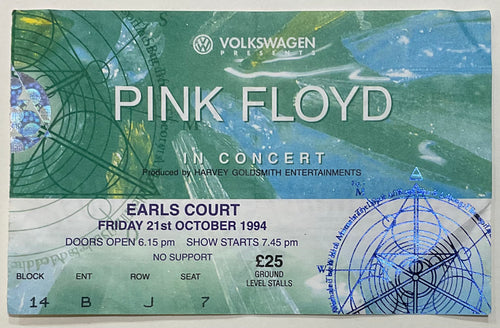 VOLKSWAGEN
PRESENTS
PINK FLOYD
IN CONCERT
Produced by HARVEY GOLDSMITH ENTERTAINMENTS
EARLS COURT
FRIDAY 21st OCTOBER 1994
DOORS OPEN 6.15 pm SHOW STARTS 7.45 pm
NO SUPPORT
£25
GROUND
LEVEL STALLS
BLOCK ENT ROW SEAT
14 B J 7